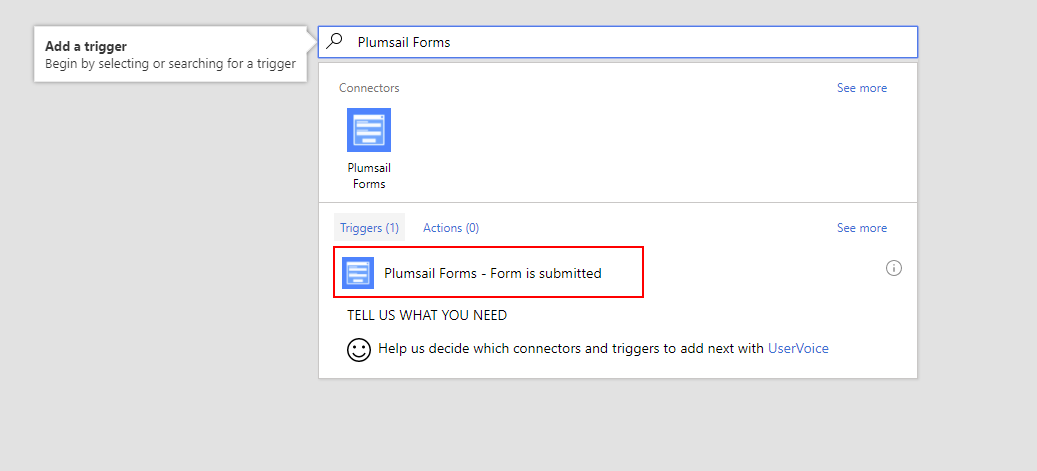 Add a trigger
Begin by selecting or searching for a trigger
Plumsail Forms
Connectors
See more
Plumsail
Forms
Triggers (1)
Actions (0)
See more
Plumsail Forms - Form is submitted
TELL US WHAT YOU NEED
Help us decide which connectors and triggers to add next with UserVoice